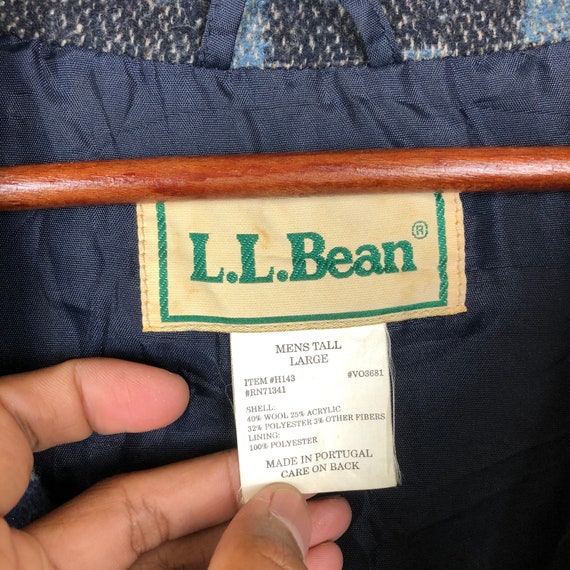 L.L.Bean®
MENS TALL
LARGE
ITEM #H143 #VO3681
#RN71341
SHELL:
40% WOOL 25% ACRYLIC
32% POLYESTER 3% OTHER FIBERS
LINING:
100% POLYESTER
MADE IN PORTUGAL
CARE ON BACK